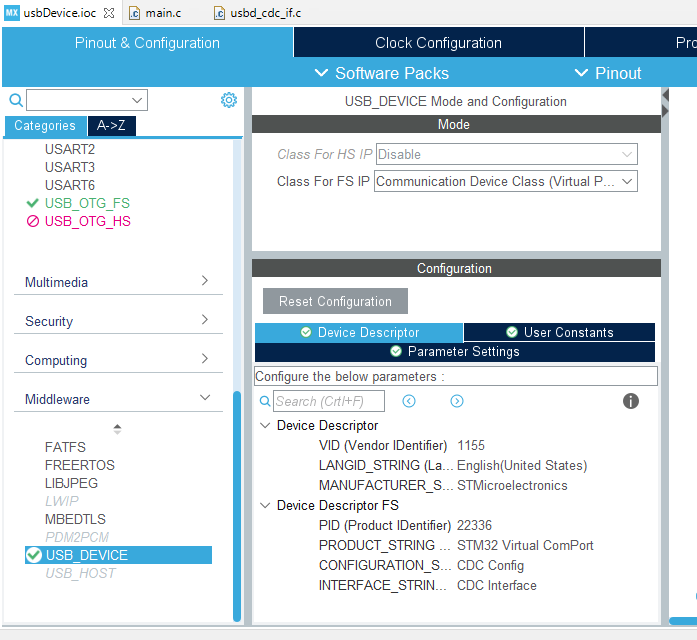 MX usbDevice.ioc main.c usbd_cdc_if.c
Pinout & Configuration Clock Configuration Pro
Software Packs Pinout
Categories A->Z
USART2
USART3
USART6
USB_OTG_FS
USB_OTG_HS
Multimedia
Security
Computing
Middleware
FATFS
FREERTOS
LIBJPEG
LWIP
MBEDTLS
PDM2PCM
USB_DEVICE
USB_HOST
USB_DEVICE Mode and Configuration
Mode
Class For HS IP Disable
Class For FS IP Communication Device Class (Virtual P...
Configuration
Reset Configuration
Device Descriptor User Constants
Parameter Settings
Configure the below parameters :
Search (Crtl+F)
Device Descriptor
VID (Vendor IDentifier) 1155
LANGID_STRING (La... English(United States)
MANUFACTURER_S... STMicroelectronics
Device Descriptor FS
PID (Product IDentifier) 22336
PRODUCT_STRING ... STM32 Virtual ComPort
CONFIGURATION_S... CDC Config
INTERFACE_STRIN... CDC Interface